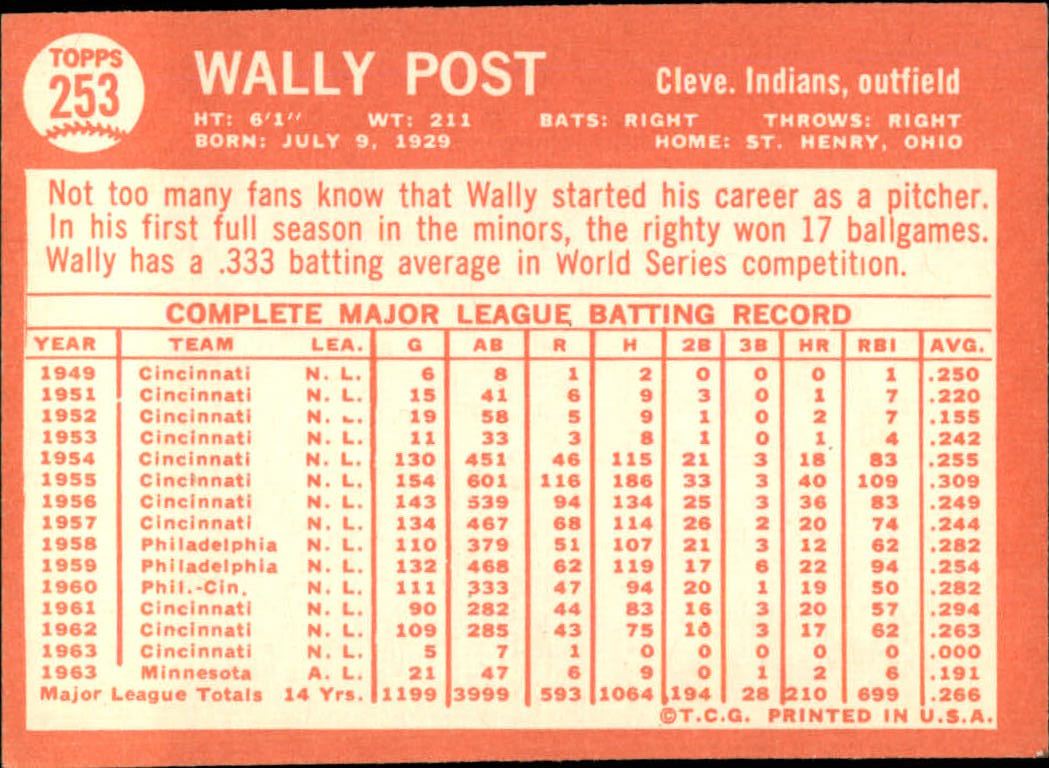 TOPPS
253
WALLY POST
Cleve. Indians, outfield
HT: 6'1" WT: 211 BATS: RIGHT THROWS: RIGHT
BORN: JULY 9, 1929 HOME: ST. HENRY, OHIO
Not too many fans know that Wally started his career as a pitcher.
In his first full season in the minors, the righty won 17 ballgames.
Wally has a .333 batting average in World Series competition.
COMPLETE MAJOR LEAGUE BATTING RECORD
YEAR TEAM LEA. G AB R H 2B 3B HR RBI AVG.
1949 Cincinnati N. L. 6 8 1 2 0 0 0 1 .250
1951 Cincinnati N. L. 15 41 6 9 3 0 1 7 .220
1952 Cincinnati N. L. 19 58 5 9 1 0 2 7 .155
1953 Cincinnati N. L. 11 33 3 8 1 0 1 4 .242
1954 Cincinnati N. L. 130 451 46 115 21 3 18 83 .255
1955 Cincinnati N. L. 154 601 116 186 33 3 40 109 .309
1956 Cincinnati N. L. 143 539 94 134 25 3 36 83 .249
1957 Cincinnati N. L. 134 467 68 114 26 2 20 74 .244
1958 Philadelphia N. L. 110 379 51 107 21 3 12 62 .282
1959 Philadelphia N. L. 132 468 62 119 17 6 22 94 .254
1960 Phil.-Cin. N. L. 111 333 47 94 20 1 19 50 .282
1961 Cincinnati N. L. 90 282 44 83 16 3 20 57 .294
1962 Cincinnati N. L. 109 285 43 75 10 3 17 62 .263
1963 Cincinnati N. L. 5 7 1 0 0 0 0 0 .000
1963 Minnesota A. L. 21 47 6 9 0 1 2 6 .191
Major League Totals 14 Yrs. 1199 3999 593 1064 194 28 210 699 .266
©T.C.G. PRINTED IN U.S.A.